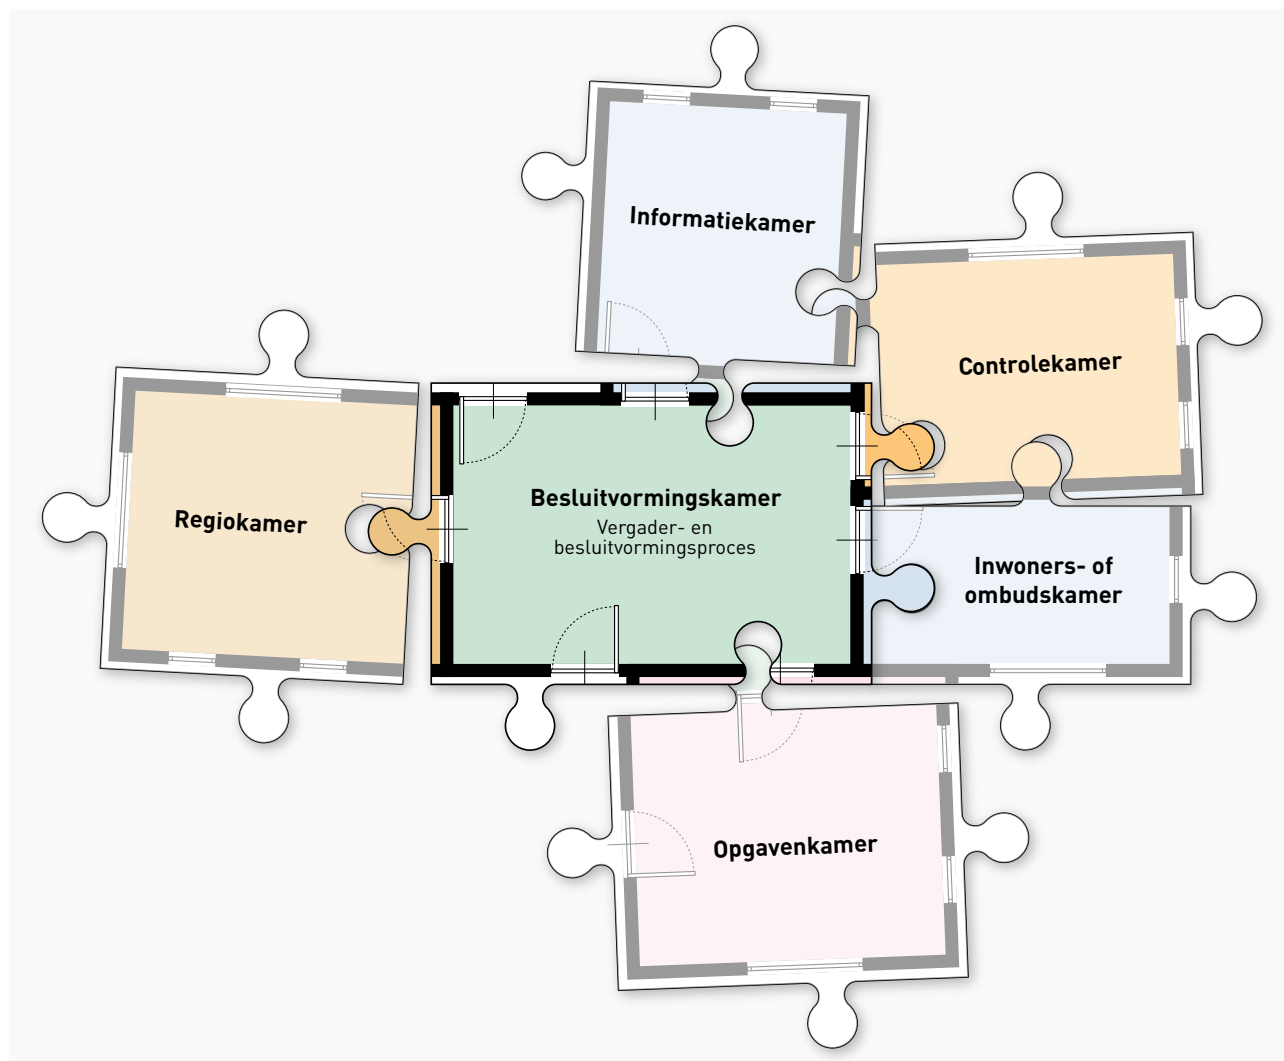 Informatiekamer
Controlekamer
Regiokamer
Besluitvormingskamer
Vergader- en
besluitvormingsproces
Inwoners- of
ombudskamer
Opgavenkamer